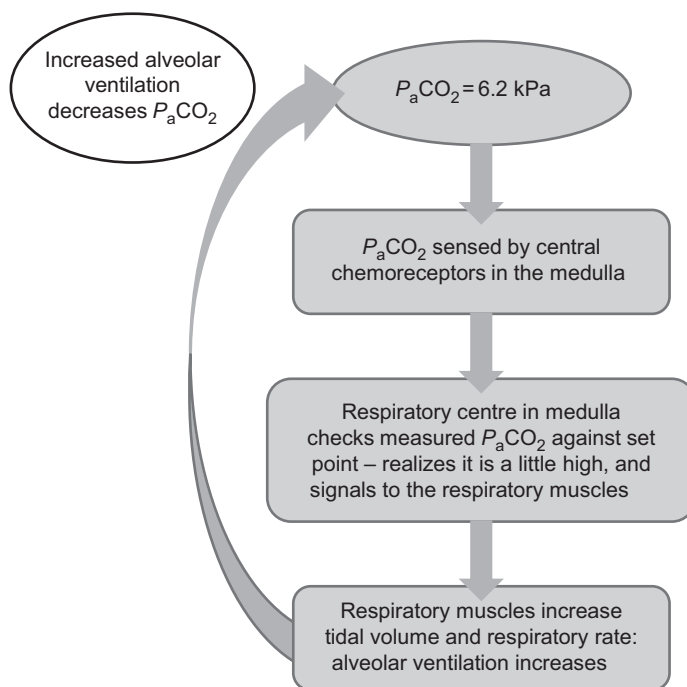 Increased alveolar
ventilation
decreases PaCO2
PaCO2 = 6.2 kPa
PaCO2 sensed by central
chemoreceptors in the medulla
Respiratory centre in medulla
checks measured PaCO2 against set
point – realizes it is a little high, and
signals to the respiratory muscles
Respiratory muscles increase
tidal volume and respiratory rate:
alveolar ventilation increases